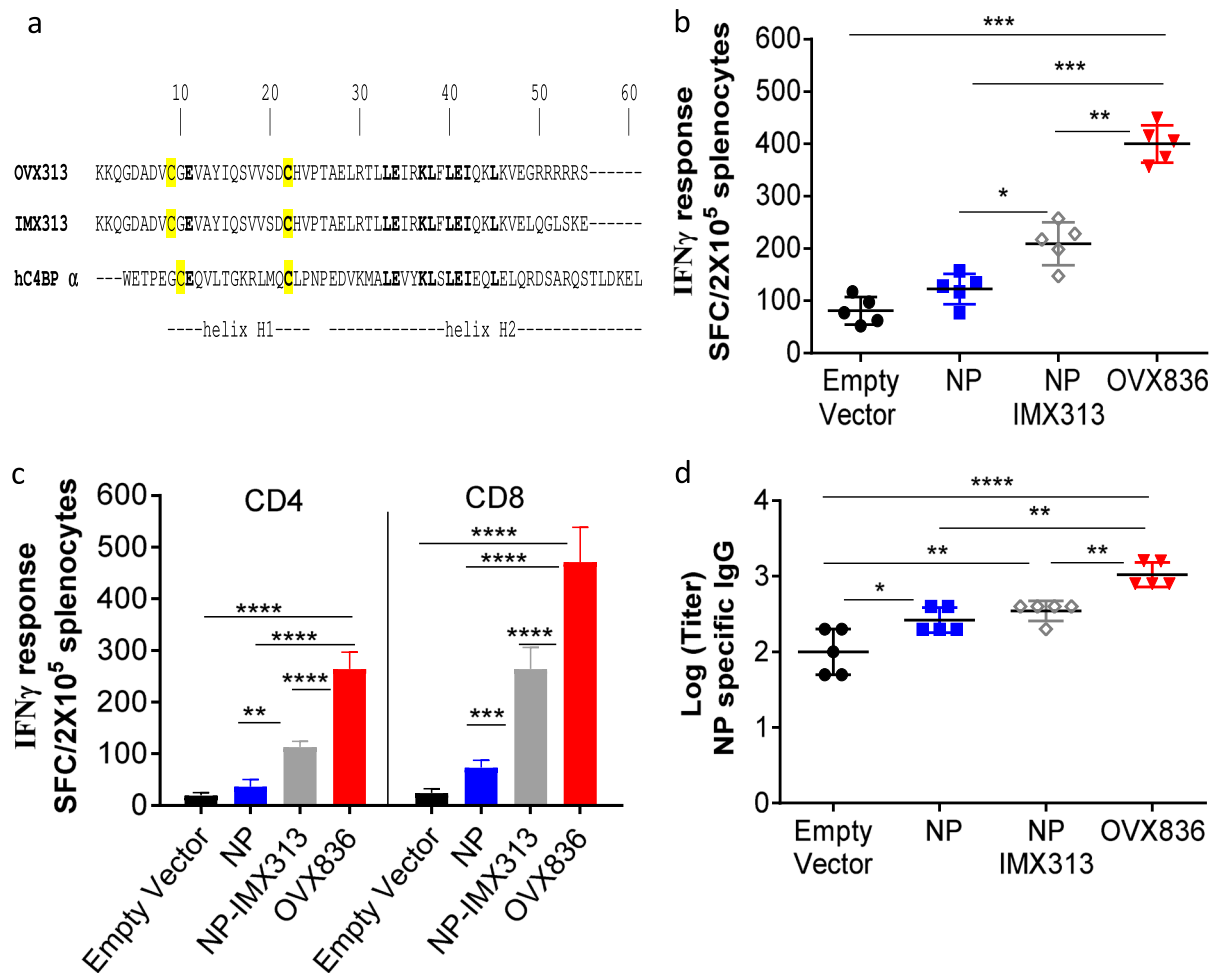 a
10 20 30 40 50 60
OVX313 KKQGDADVCGEVAYIQSVVSDCHVPTAELRTLLEIRKLFLEIQKLKVEGRRRRRS------
IMX313 KKQGDADVCGEVAYIQSVVSDCHVPTAELRTLLEIRKLFLEIQKLKVELQGLSKE------
hC4BP α ---WETPEGCEQVLTGKRLMQCLPNPEDVKMALEVYKLSLEIEQLELQRDSARQSTLDKEL
----helix H1---- -------------helix H2--------------
b
IFNγ response
SFC/2X10⁵ splenocytes
600
500
400
300
200
100
0
***
***
**
*
Empty Vector
NP
NP IMX313
OVX836
c
IFNγ response
SFC/2X10⁵ splenocytes
600
500
400
300
200
100
0
CD4
CD8
****
****
****
**
****
****
****
***
Empty Vector
NP
NP-IMX313
OVX836
Empty Vector
NP
NP-IMX313
OVX836
d
Log (Titer)
NP specific IgG
4
3
2
1
0
****
**
**
**
*
Empty Vector
NP
NP IMX313
OVX836